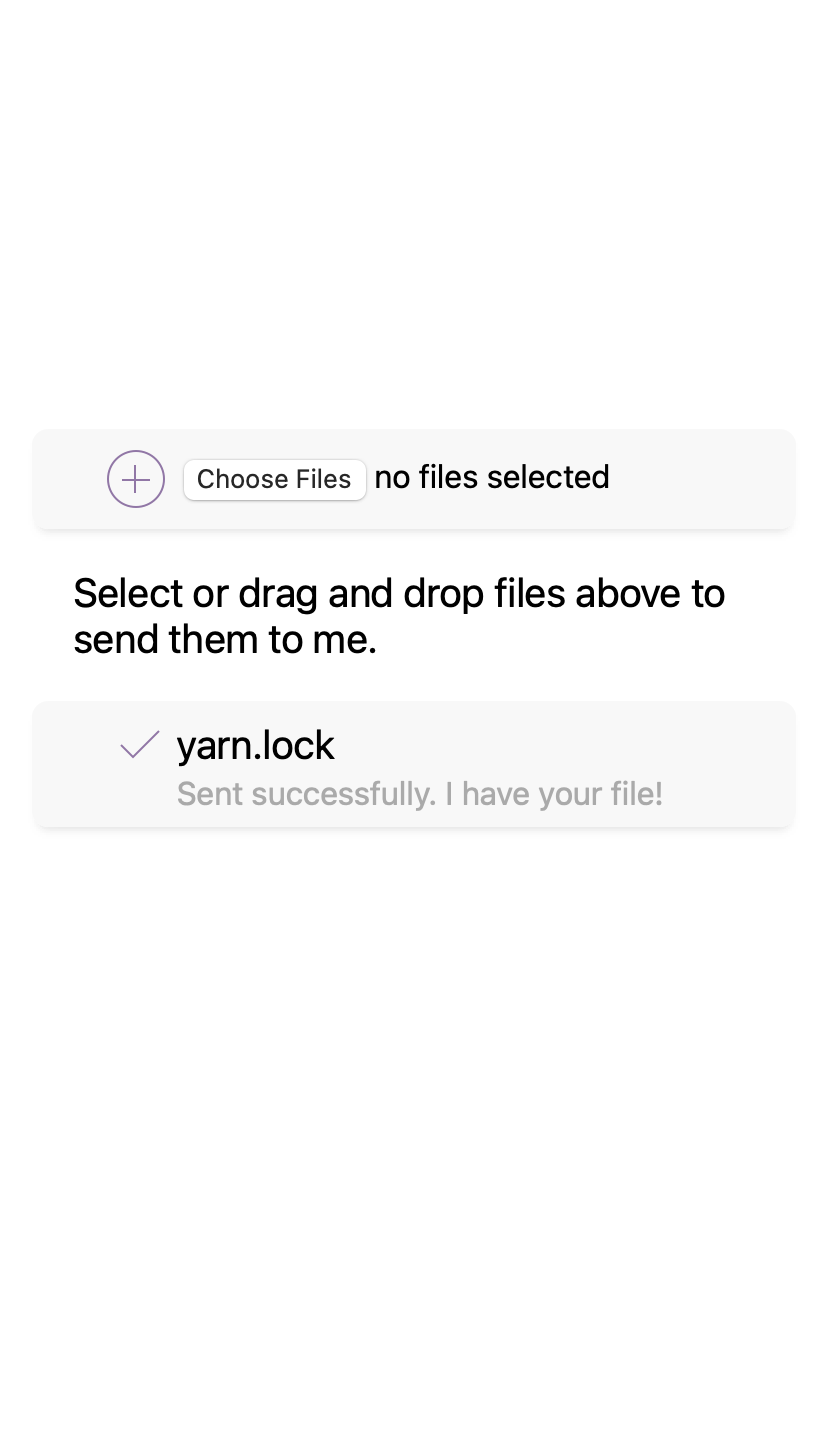 Choose Files no files selected
Select or drag and drop files above to
send them to me.
yarn.lock
Sent successfully. I have your file!